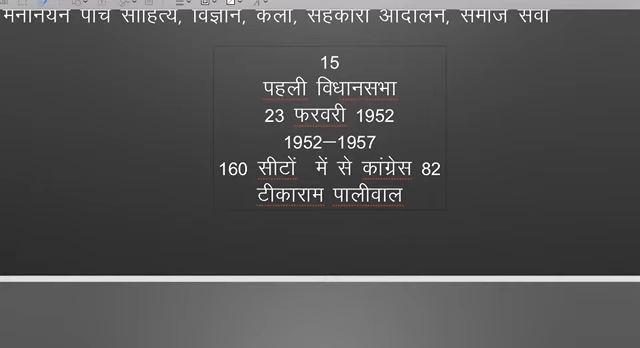 मनोनयन पांच साहित्य, विज्ञान, कला, सहकारी आंदोलन, समाज सेवा
15
पहली विधानसभा
23 फरवरी 1952
1952–1957
160 सीटों में से कांग्रेस 82
टीकाराम पालीवाल